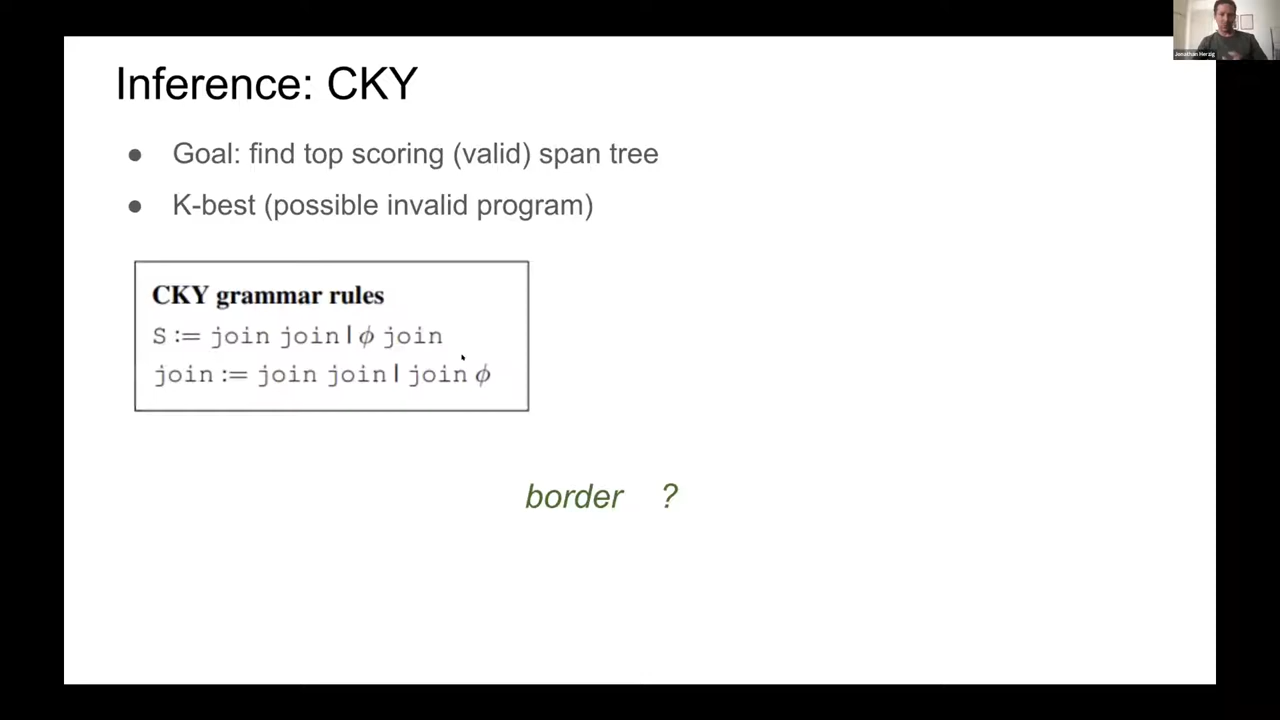 Jonathan Herzig
Inference: CKY
● Goal: find top scoring (valid) span tree
● K-best (possible invalid program)
CKY grammar rules
S := join join | ϕ join
join := join join | join ϕ
border ?